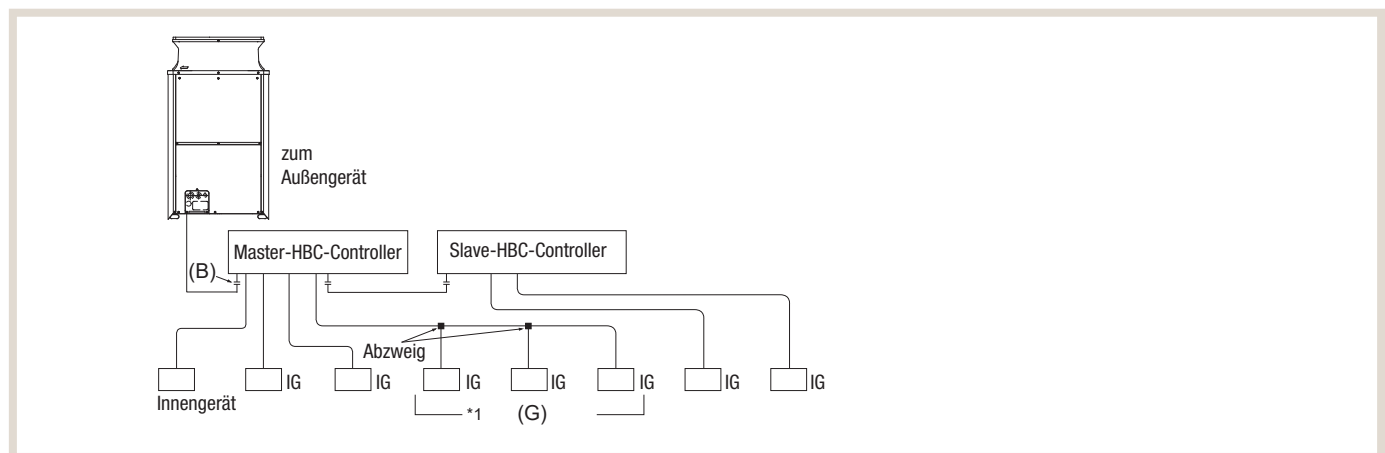 zum
Außengerät
Master-HBC-Controller
Slave-HBC-Controller
(B)
Abzweig
IG
IG
IG
IG
IG
IG
IG
Innengerät
*1
(G)